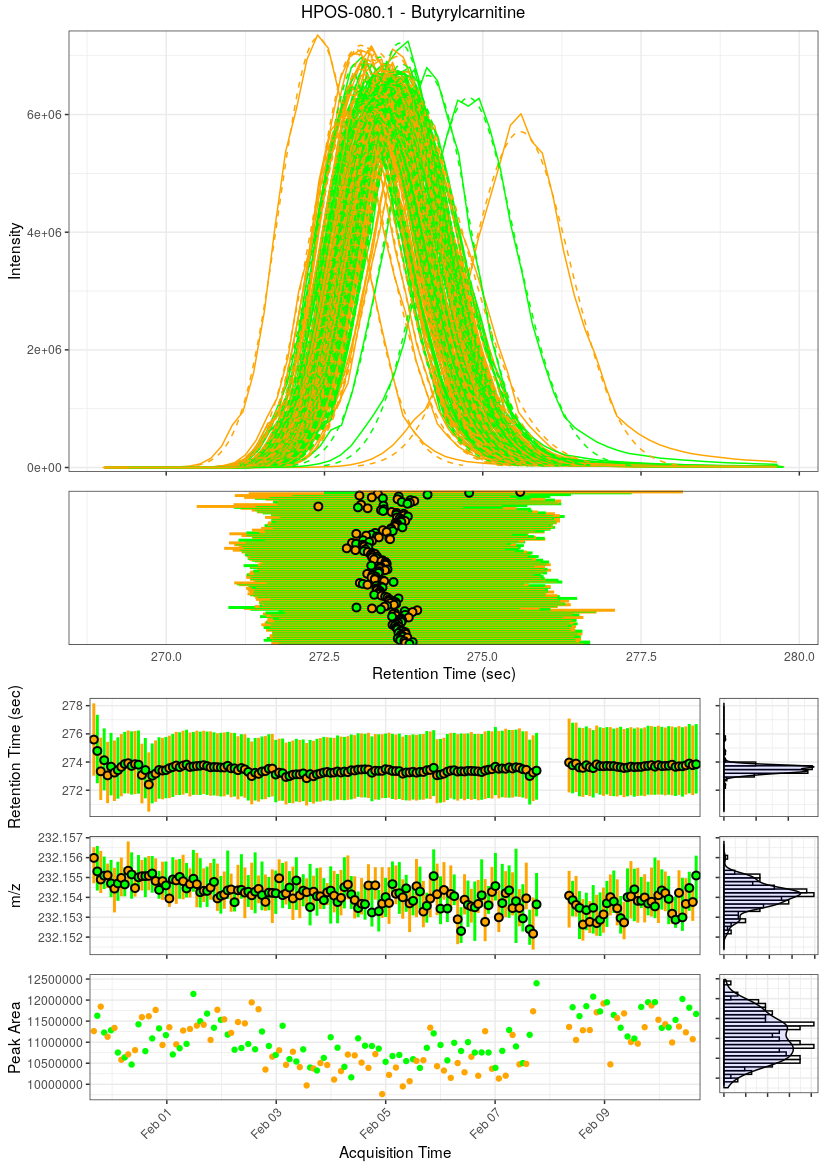 HPOS-080.1 - Butyrylcarnitine
6e+06
4e+06
2e+06
0e+00
Intensity
270.0 272.5 275.0 277.5 280.0
Retention Time (sec)
278
276
274
272
Retention Time (sec)
232.157
232.156
232.155
232.154
232.153
232.152
m/z
12500000
12000000
11500000
11000000
10500000
10000000
Peak Area
Feb 01 Feb 03 Feb 05 Feb 07 Feb 09
Acquisition Time